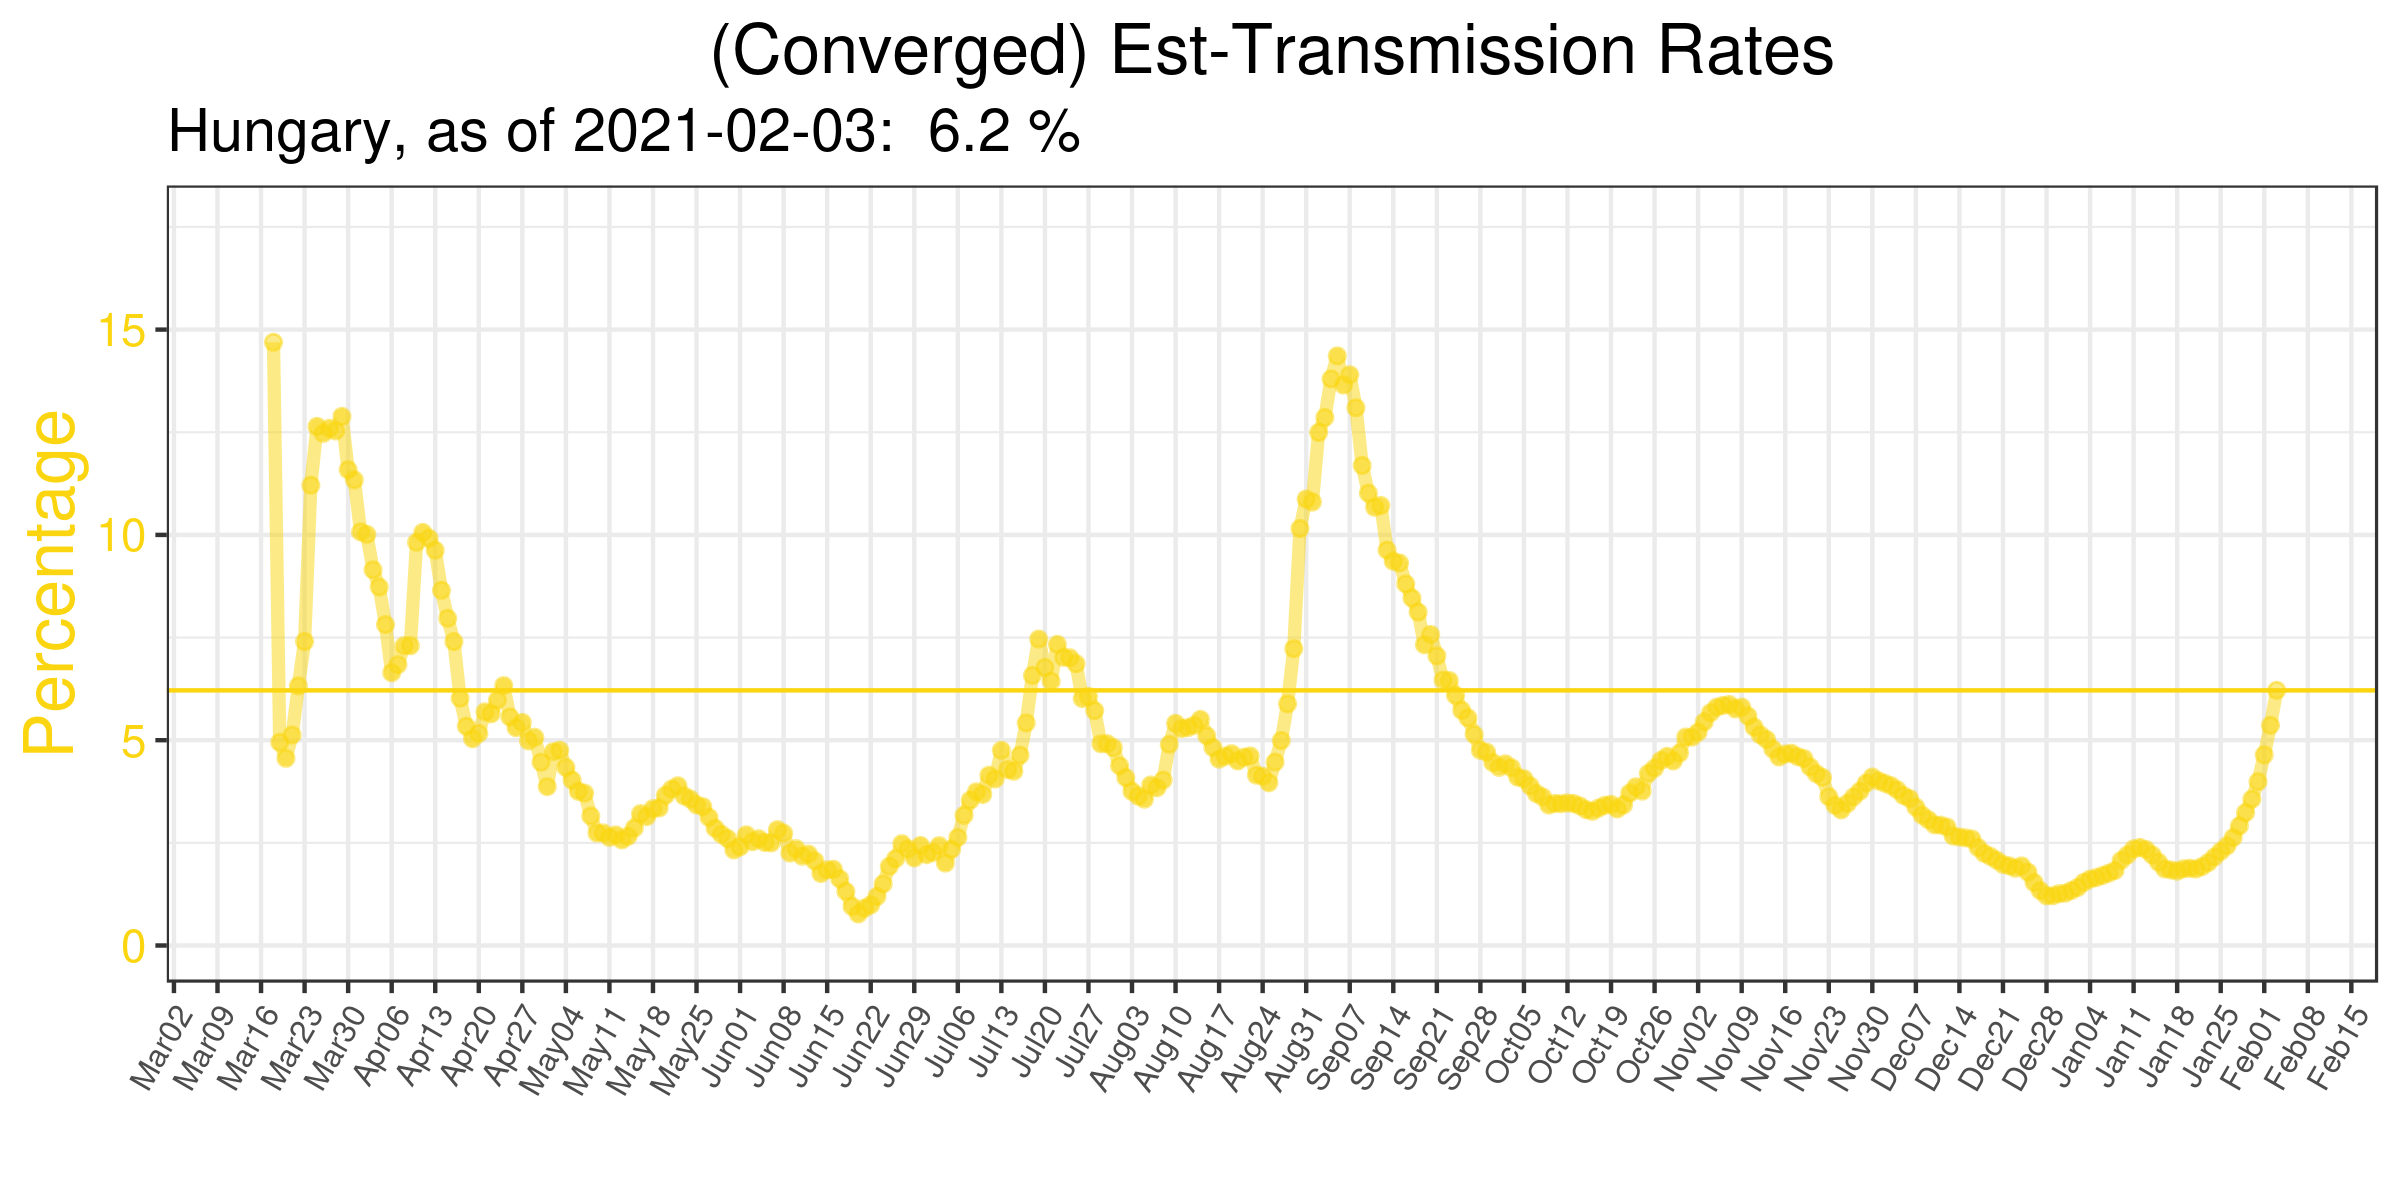 (Converged) Est-Transmission Rates
Hungary, as of 2021-02-03:  6.2 %
Percentage
15
10
5
0
Mar02
Mar09
Mar16
Mar23
Mar30
Apr06
Apr13
Apr20
Apr27
May04
May11
May18
May25
Jun01
Jun08
Jun15
Jun22
Jun29
Jul06
Jul13
Jul20
Jul27
Aug03
Aug10
Aug17
Aug24
Aug31
Sep07
Sep14
Sep21
Sep28
Oct05
Oct12
Oct19
Oct26
Nov02
Nov09
Nov16
Nov23
Nov30
Dec07
Dec14
Dec21
Dec28
Jan04
Jan11
Jan18
Jan25
Feb01
Feb08
Feb15